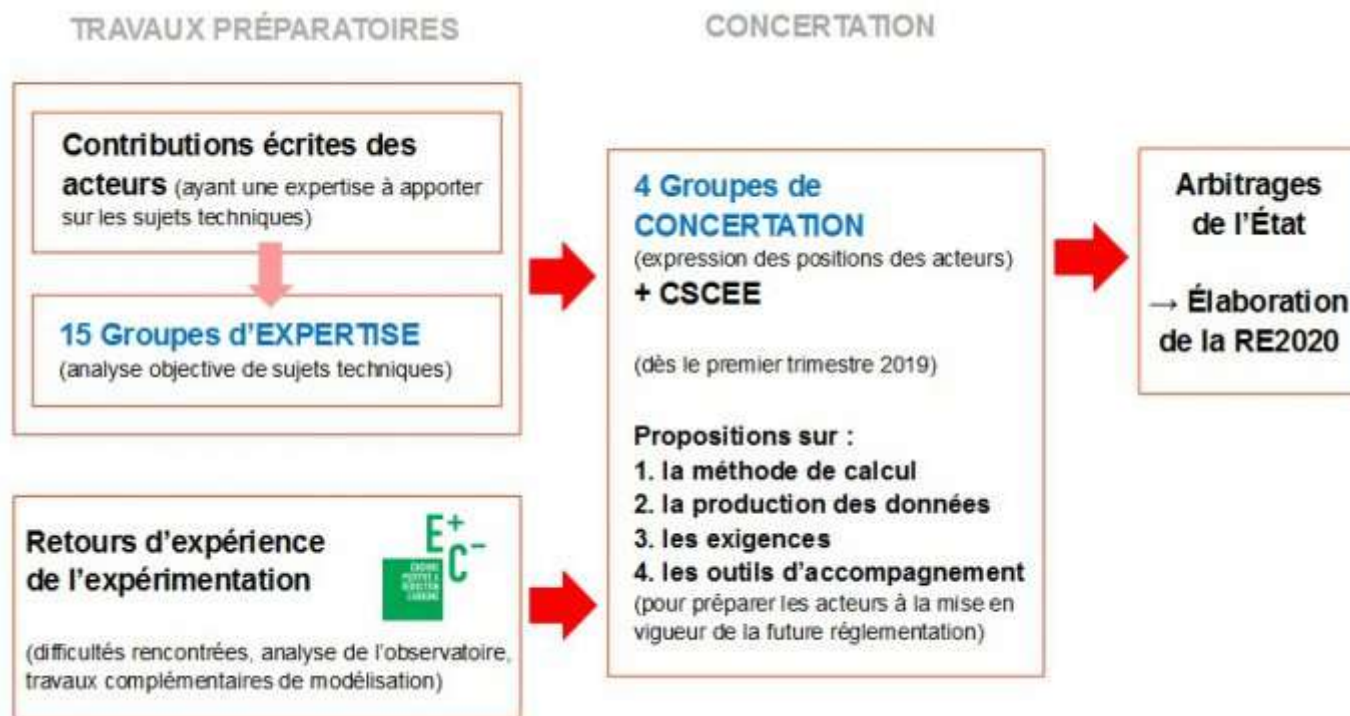 TRAVAUX PRÉPARATOIRES
Contributions écrites des
acteurs (ayant une expertise à apporter
sur les sujets techniques)
15 Groupes d'EXPERTISE
(analyse objective de sujets techniques)
Retours d'expérience
de l'expérimentation
E+
C-
ENERGIE
POSITIVE &
REDUCTION
CARBONE
(difficultés rencontrées, analyse de l'observatoire,
travaux complémentaires de modélisation)
CONCERTATION
4 Groupes de
CONCERTATION
(expression des positions des acteurs)
+ CSCEE
(dès le premier trimestre 2019)
Propositions sur :
1. la méthode de calcul
2. la production des données
3. les exigences
4. les outils d'accompagnement
(pour préparer les acteurs à la mise en
vigueur de la future réglementation)
Arbitrages
de l'État
→ Élaboration
de la RE2020